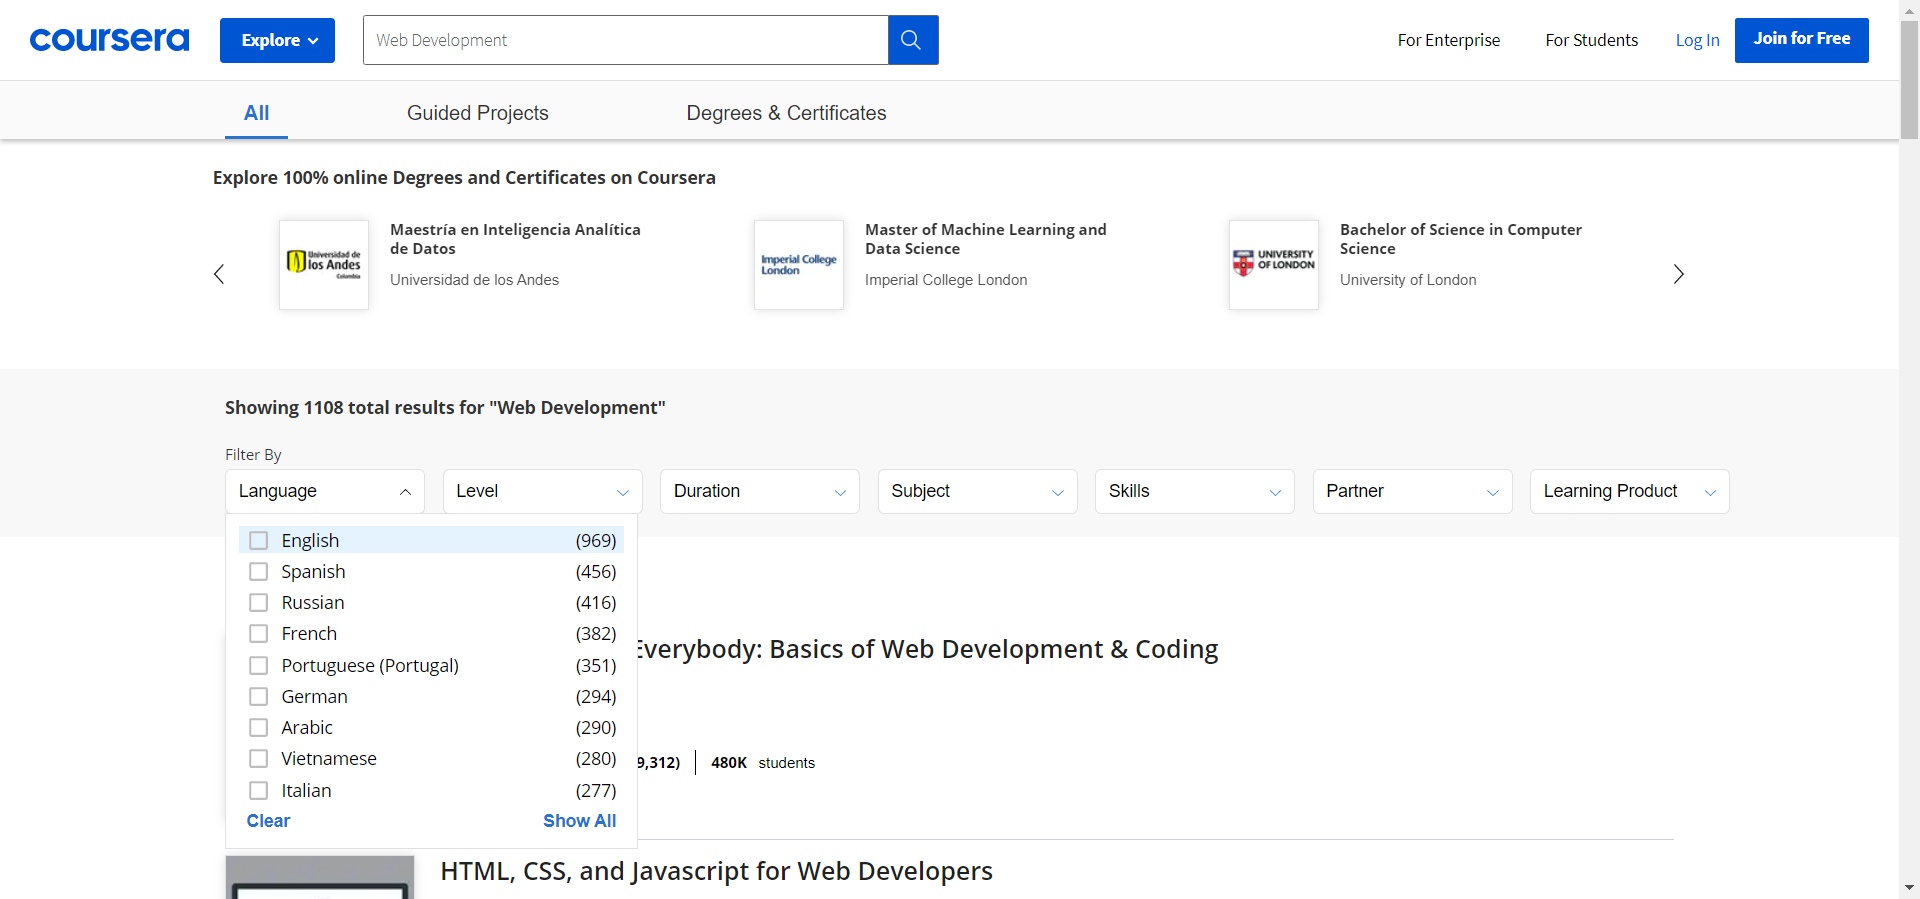 coursera
Explore
Web Development
For Enterprise
For Students
Log In
Join for Free
All
Guided Projects
Degrees & Certificates
Explore 100% online Degrees and Certificates on Coursera
Universidad de
los Andes
Colombia
Maestría en Inteligencia Analítica
de Datos
Universidad de los Andes
Imperial College
London
Master of Machine Learning and
Data Science
Imperial College London
UNIVERSITY
OF LONDON
Bachelor of Science in Computer
Science
University of London
Showing 1108 total results for "Web Development"
Filter By
Language
Level
Duration
Subject
Skills
Partner
Learning Product
English (969)
Spanish (456)
Russian (416)
French (382)
Portuguese (Portugal) (351)
German (294)
Arabic (290)
Vietnamese (280)
Italian (277)
Clear
Show All
Everybody: Basics of Web Development & Coding
9,312)
480K students
HTML, CSS, and Javascript for Web Developers